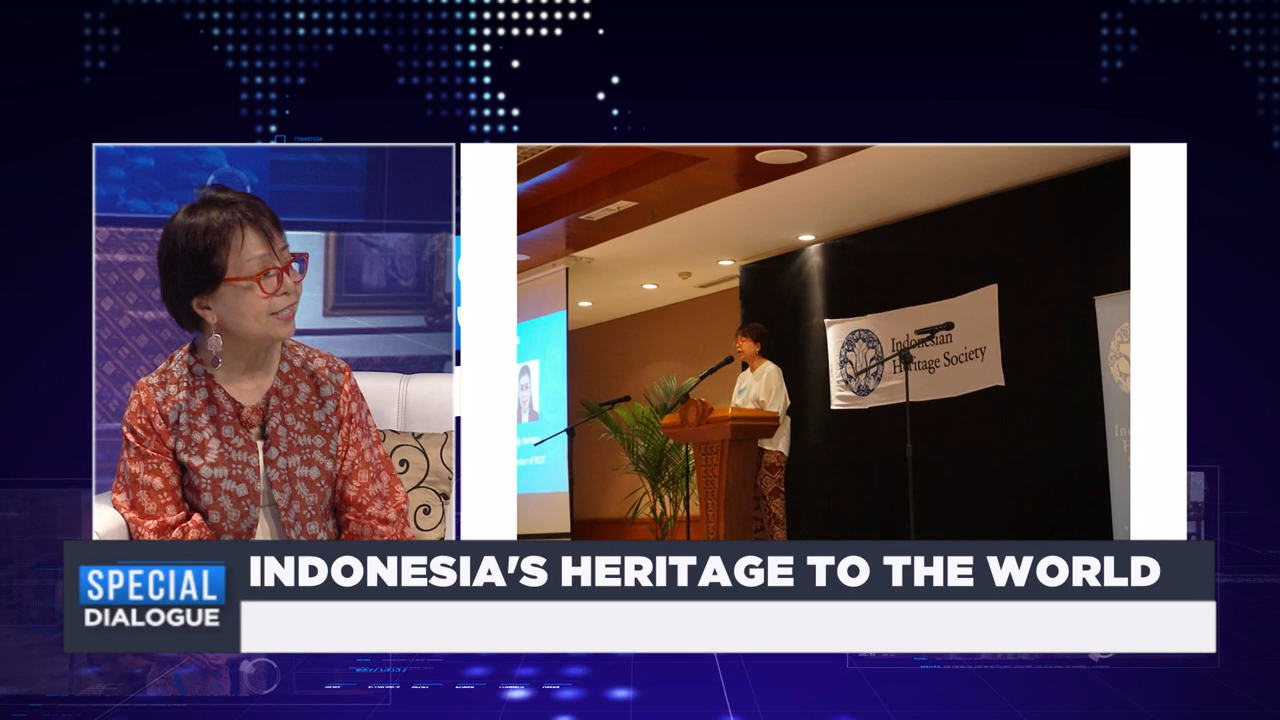 Indonesian
Heritage Society
SPECIAL
DIALOGUE
INDONESIA'S HERITAGE TO THE WORLD